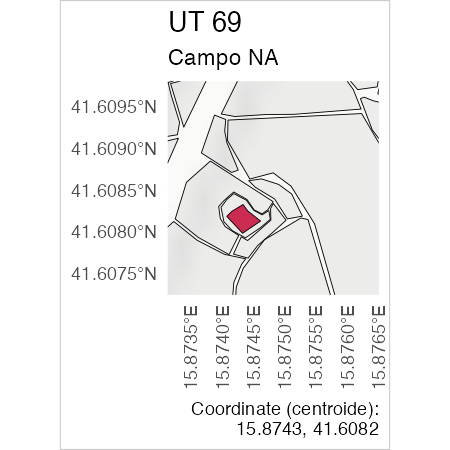 UT 69
Campo NA
41.6095°N
41.6090°N
41.6085°N
41.6080°N
41.6075°N
15.8735°E
15.8740°E
15.8745°E
15.8750°E
15.8755°E
15.8760°E
15.8765°E
Coordinate (centroide):
15.8743, 41.6082